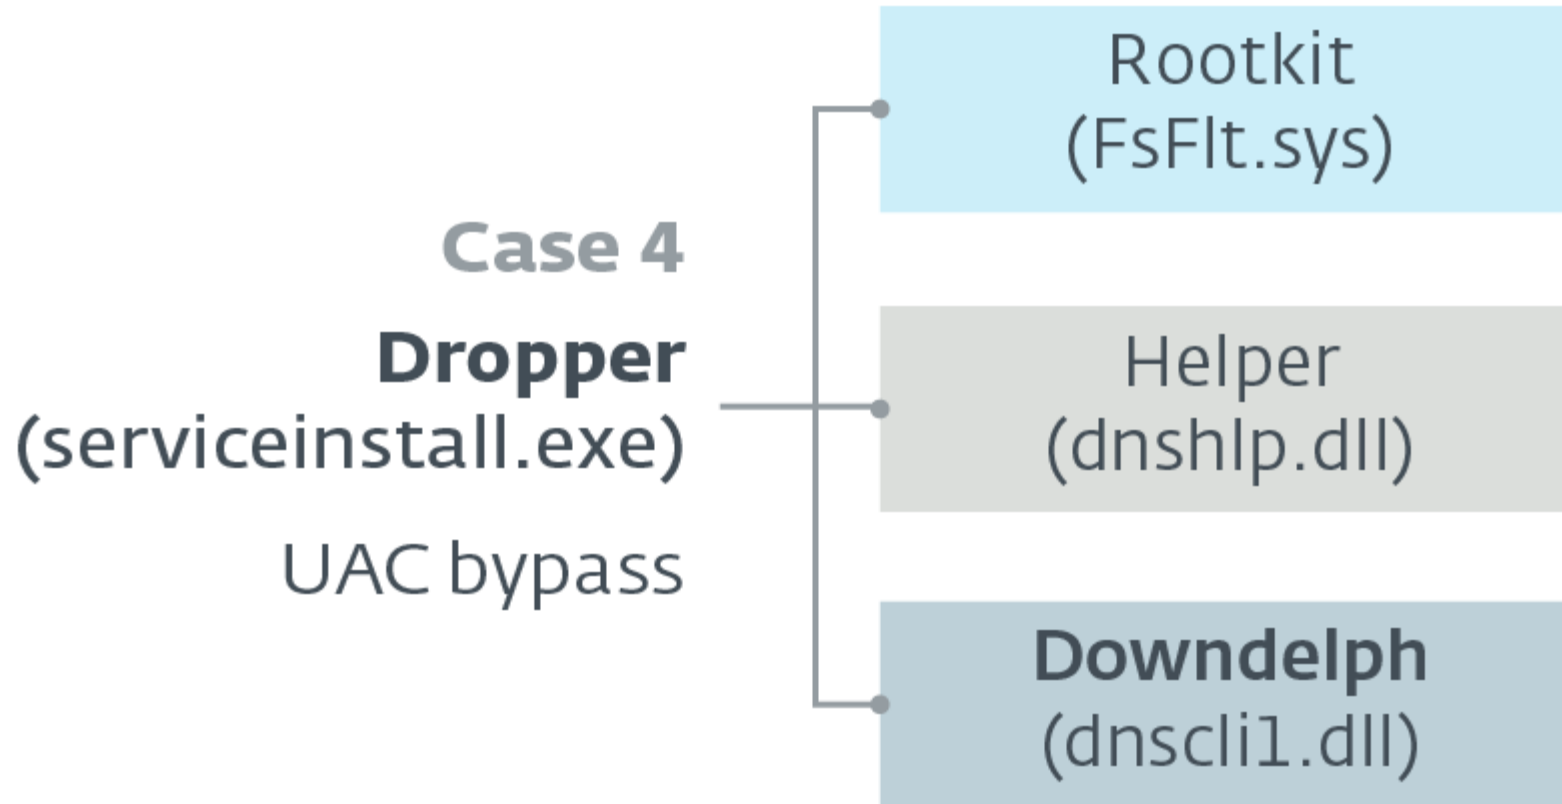 Case 4
Dropper
(serviceinstall.exe)
UAC bypass
Rootkit
(FsFlt.sys)
Helper
(dnshlp.dll)
Downdelph
(dnscli1.dll)